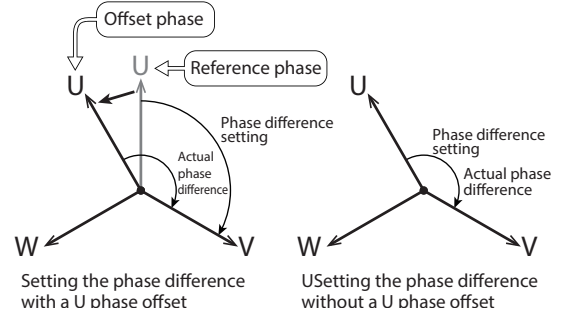 Offset phase
U
U
Reference phase
Phase difference
setting
Actual
phase
difference
W
V
Setting the phase difference
with a U phase offset
U
Phase difference
setting
Actual phase
difference
W
V
USetting the phase difference
without a U phase offset